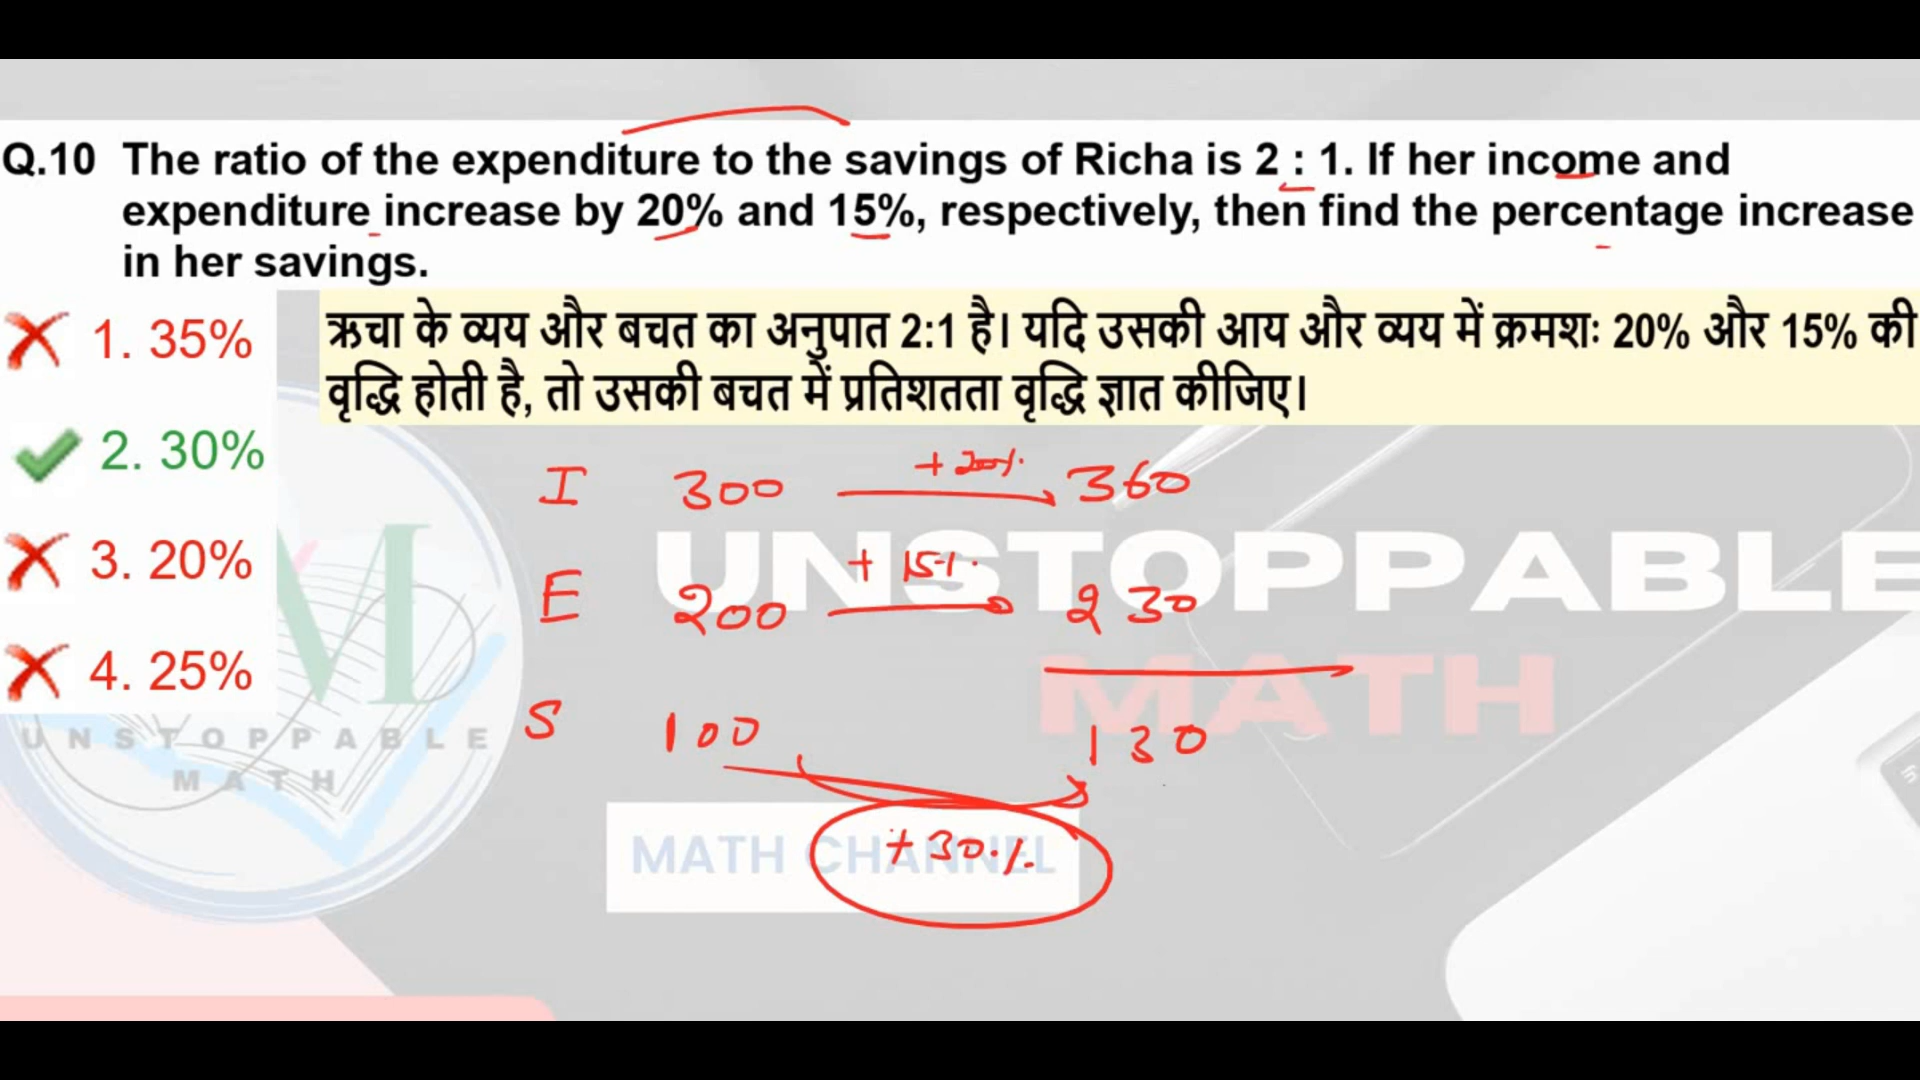 Q.10 The ratio of the expenditure to the savings of Richa is 2 : 1. If her income and
expenditure increase by 20% and 15%, respectively, then find the percentage increase
in her savings.
1. 35%
2. 30%
3. 20%
4. 25%
ऋचा के व्यय और बचत का अनुपात 2:1 है। यदि उसकी आय और व्यय में क्रमशः 20% और 15% की
वृद्धि होती है, तो उसकी बचत में प्रतिशतता वृद्धि ज्ञात कीजिए।
I 300 +20% 360
E 200 +15% 230
S 100 130
+30%
UNSTOPPABLE
MATH
MATH CHANNEL
UNSTOPPABLE
MATH